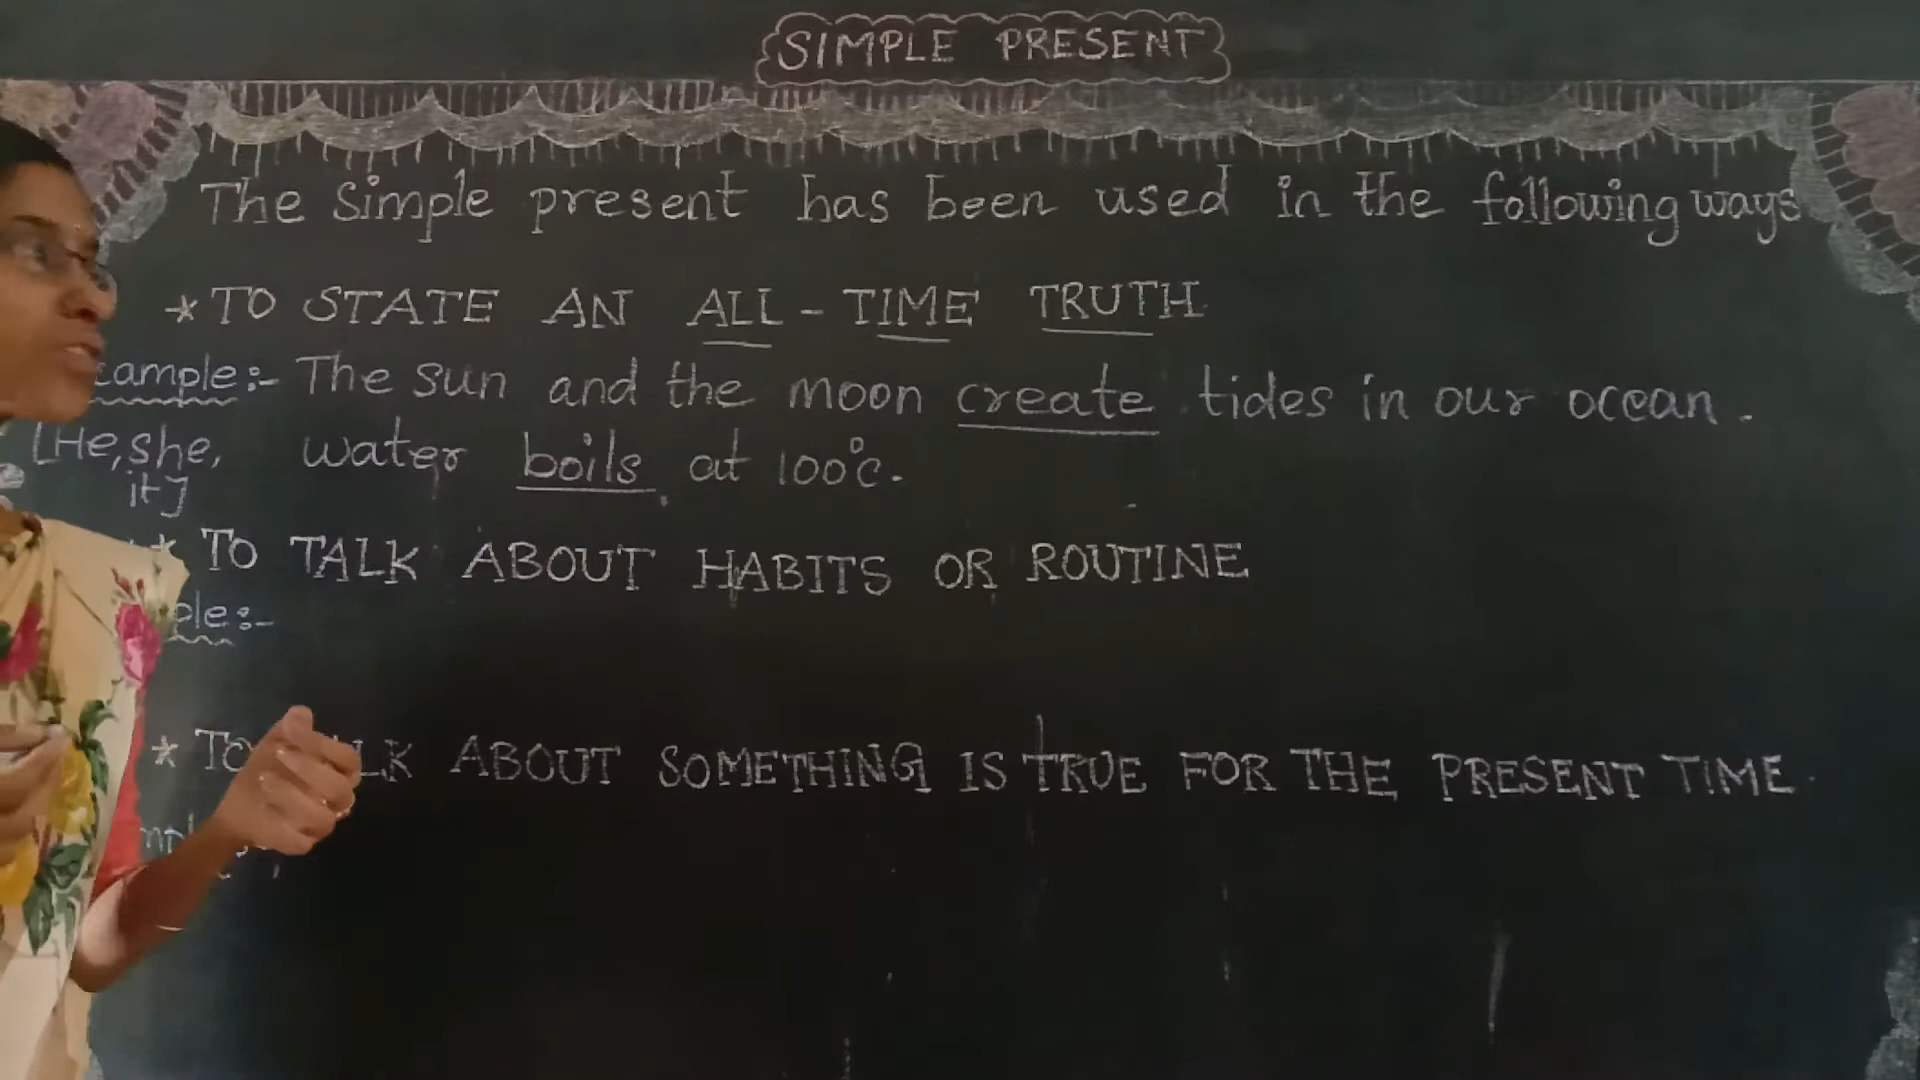 SIMPLE PRESENT
The simple present has been used in the following ways
* TO STATE AN ALL-TIME TRUTH.
ample:- The sun and the moon create tides in our ocean.
[He, she, water boils at 100°c.
it]
* TO TALK ABOUT HABITS OR ROUTINE
ple:-
* TO LK ABOUT SOMETHING IS TRUE FOR THE PRESENT TIME.